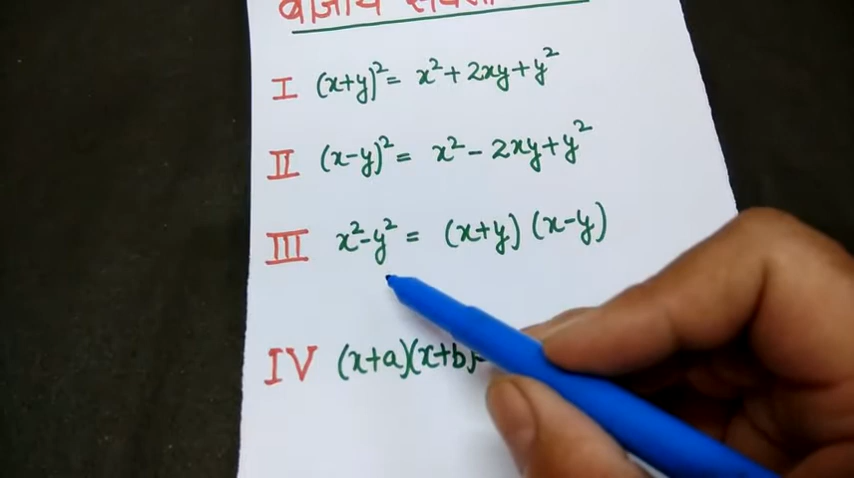 I (x+y)² = x² + 2xy + y²
II (x-y)² = x² - 2xy + y²
III x² - y² = (x+y) (x-y)
IV (x+a)(x+b)